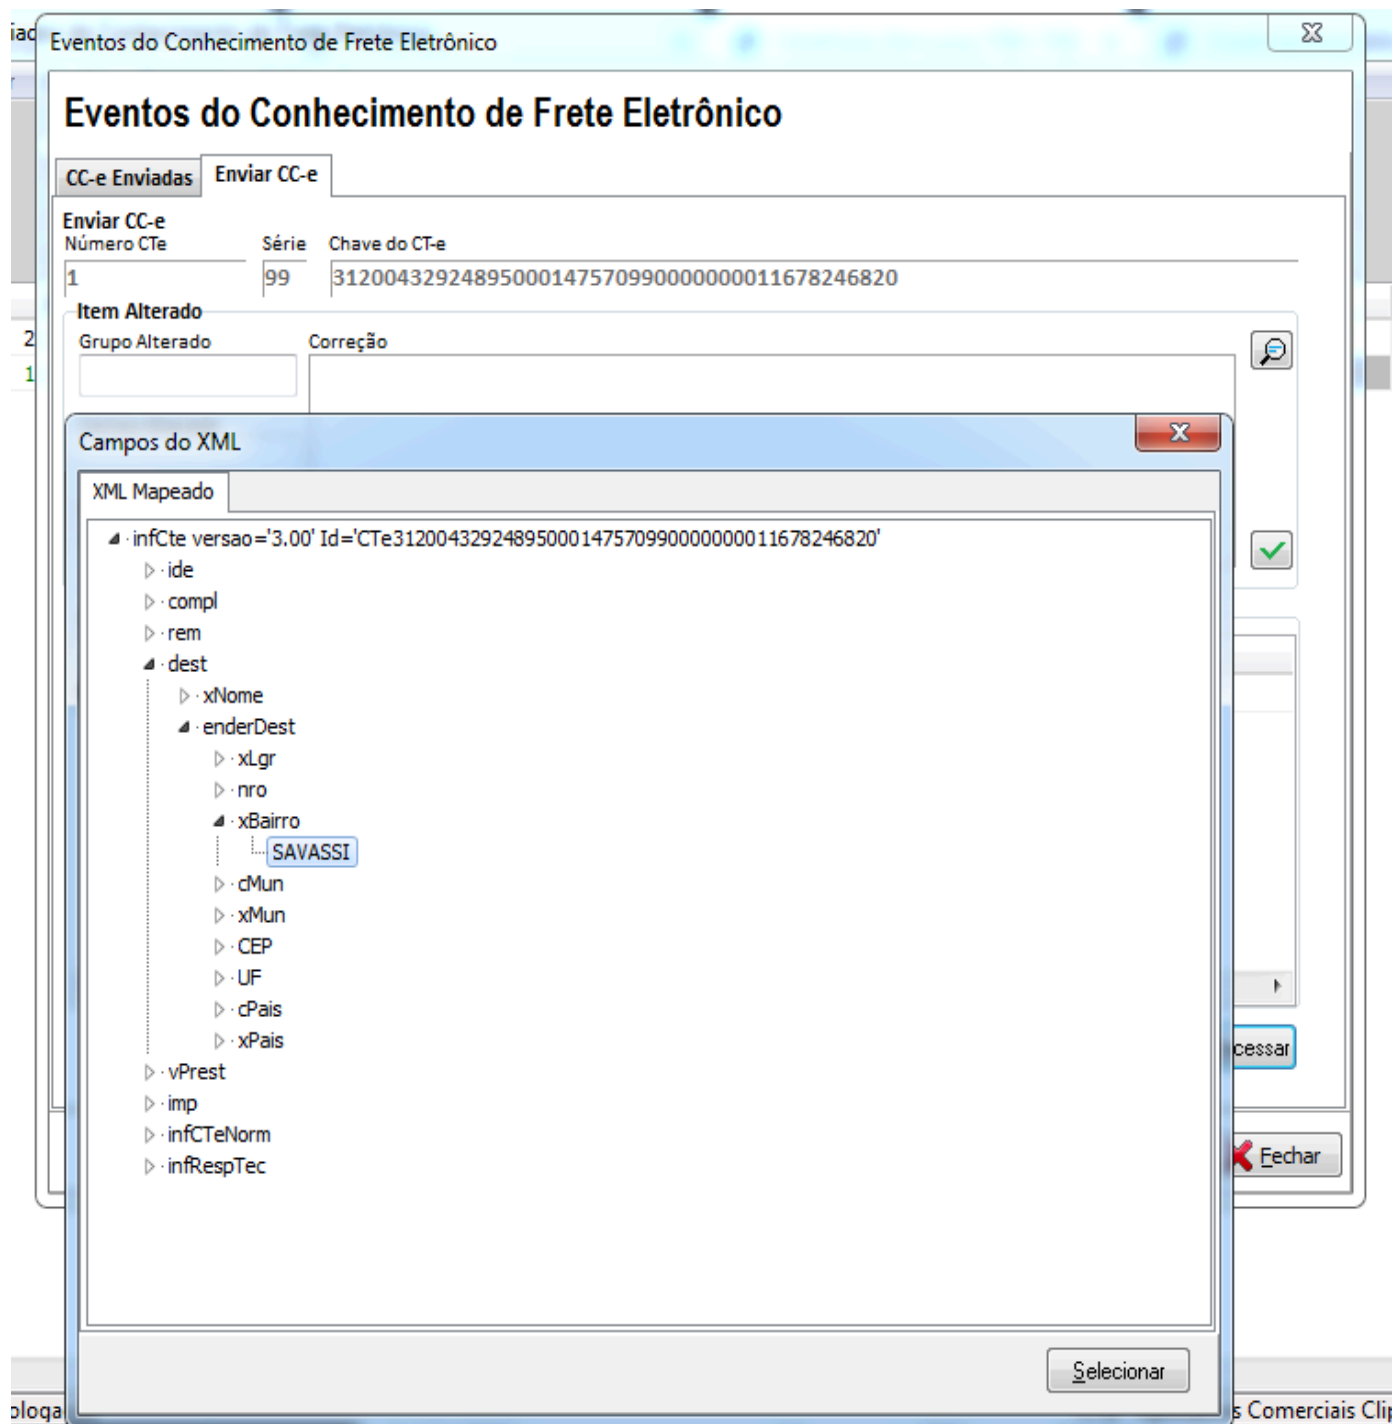 Eventos do Conhecimento de Frete Eletrônico
Eventos do Conhecimento de Frete Eletrônico
CC-e Enviadas
Enviar CC-e
Enviar CC-e
Número CTe Série Chave do CT-e
1 99 31200432924895000147570990000000011678246820
Item Alterado
2
Grupo Alterado Correção
1
Campos do XML
XML Mapeado
infCte versao='3.00' Id='CTe31200432924895000147570990000000011678246820'
ide
compl
rem
dest
xNome
enderDest
xLgr
nro
xBairro
SAVASSI
cMun
xMun
CEP
UF
cPais
xPais
vPrest
imp
infCTeNorm
infRespTec
cessar
Fechar
Selecionar
s Comerciais Cli